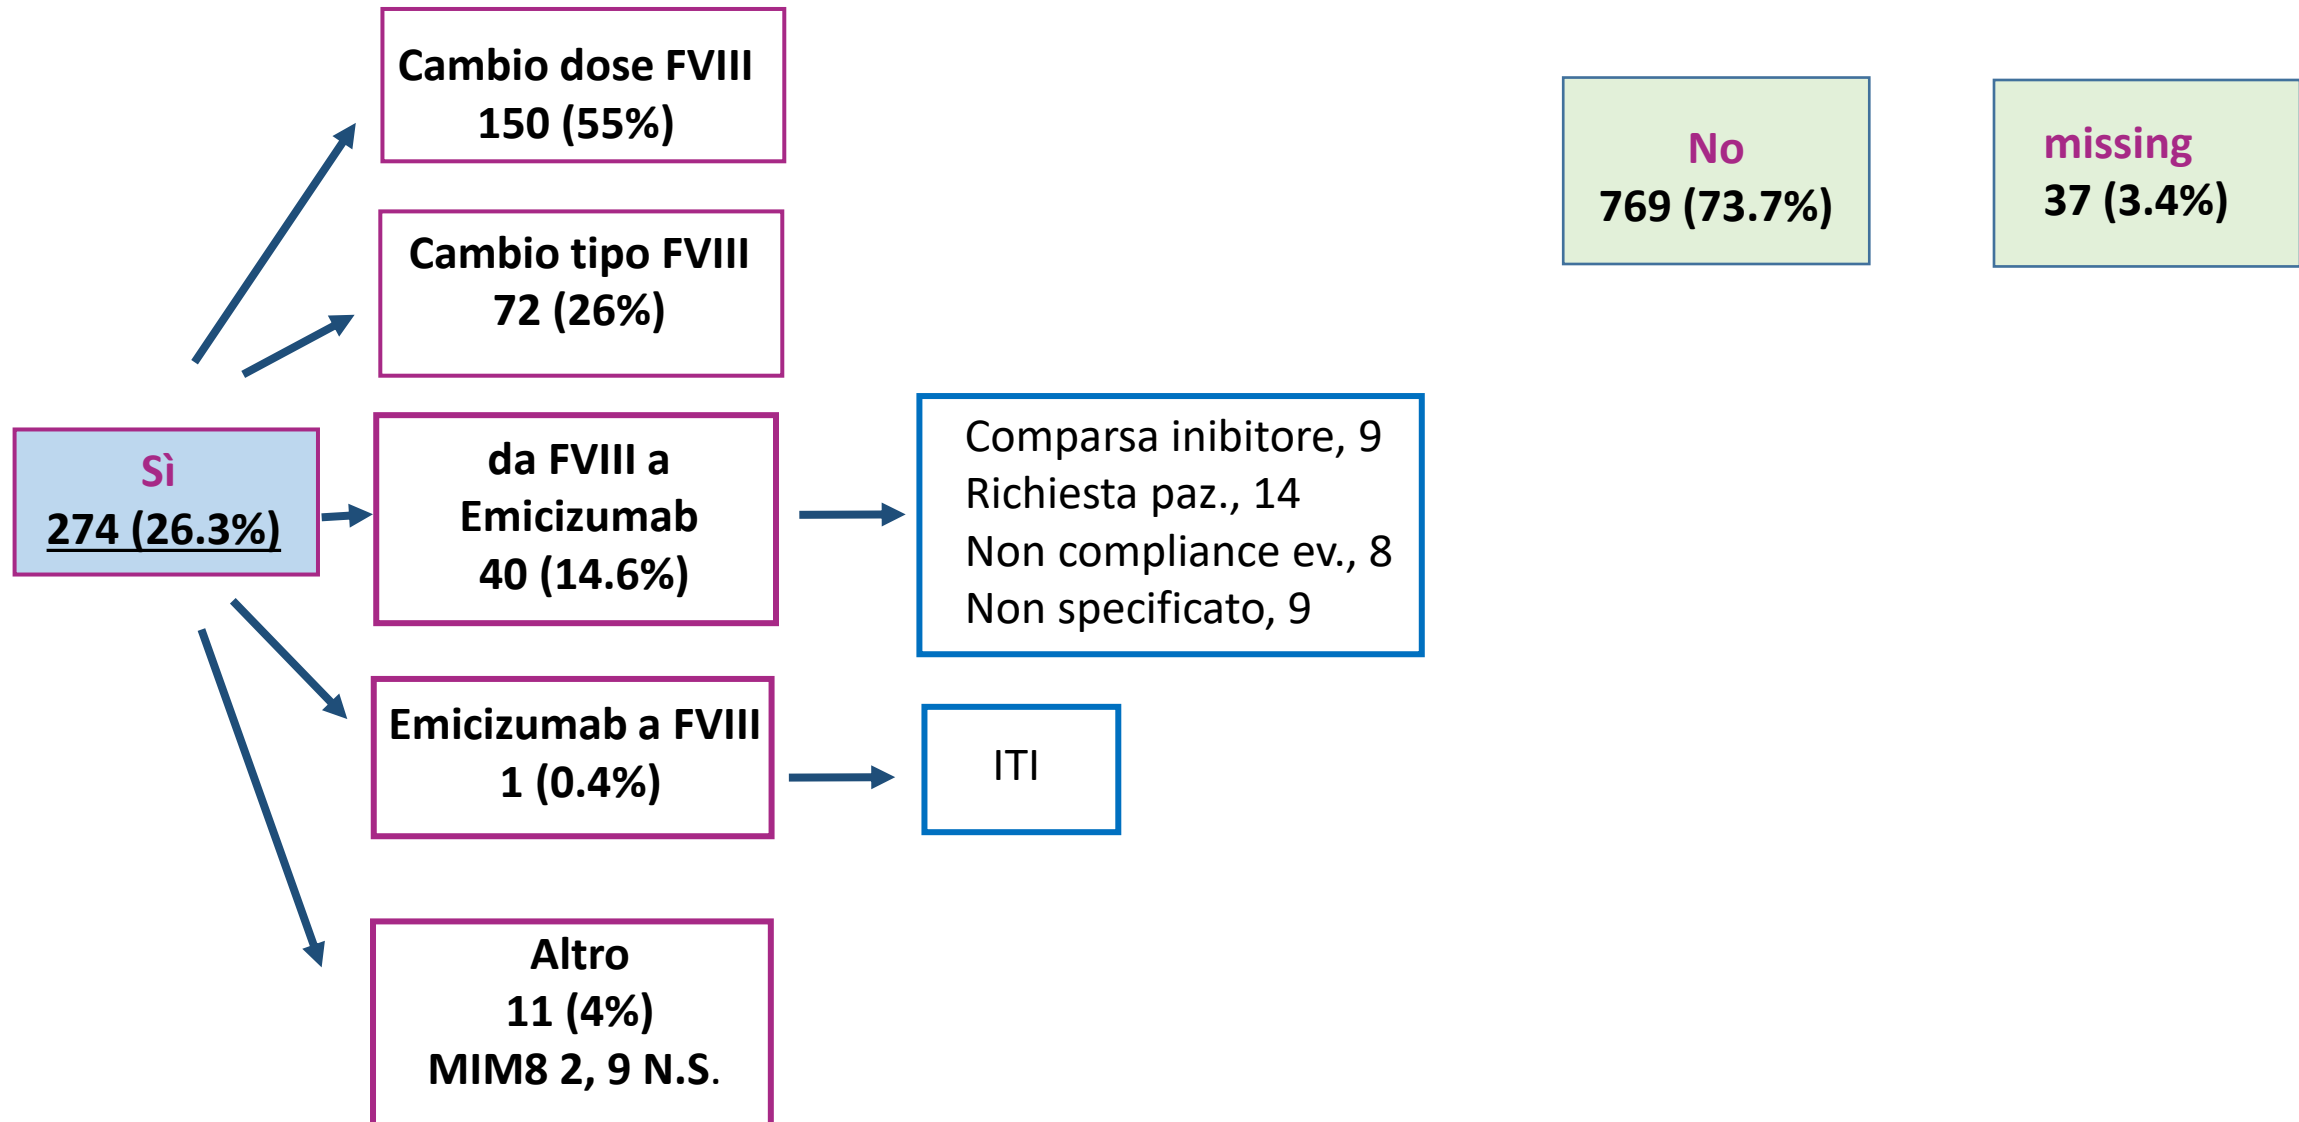 Cambio dose FVIII
150 (55%)
Cambio tipo FVIII
72 (26%)
Sì
274 (26.3%)
da FVIII a
Emicizumab
40 (14.6%)
Comparsa inibitore, 9
Richiesta paz., 14
Non compliance ev., 8
Non specificato, 9
Emicizumab a FVIII
1 (0.4%)
ITI
Altro
11 (4%)
MIM8 2, 9 N.S.
No
769 (73.7%)
missing
37 (3.4%)